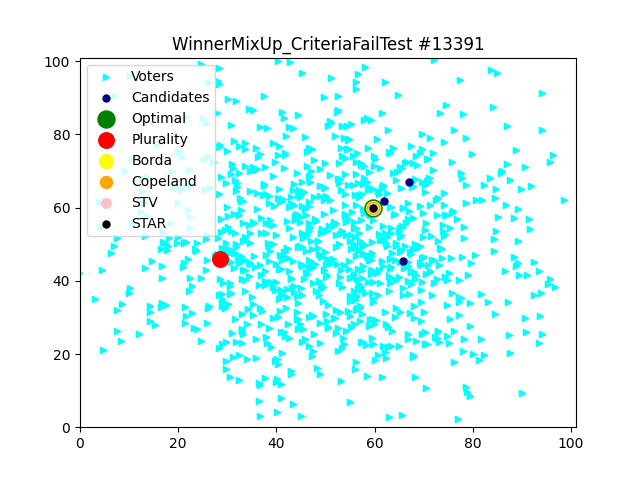 WinnerMixUp_CriteriaFailTest #13391
100
80
60
40
20
0
Voters
Candidates
Optimal
Plurality
Borda
Copeland
STV
STAR
0 20 40 60 80 100